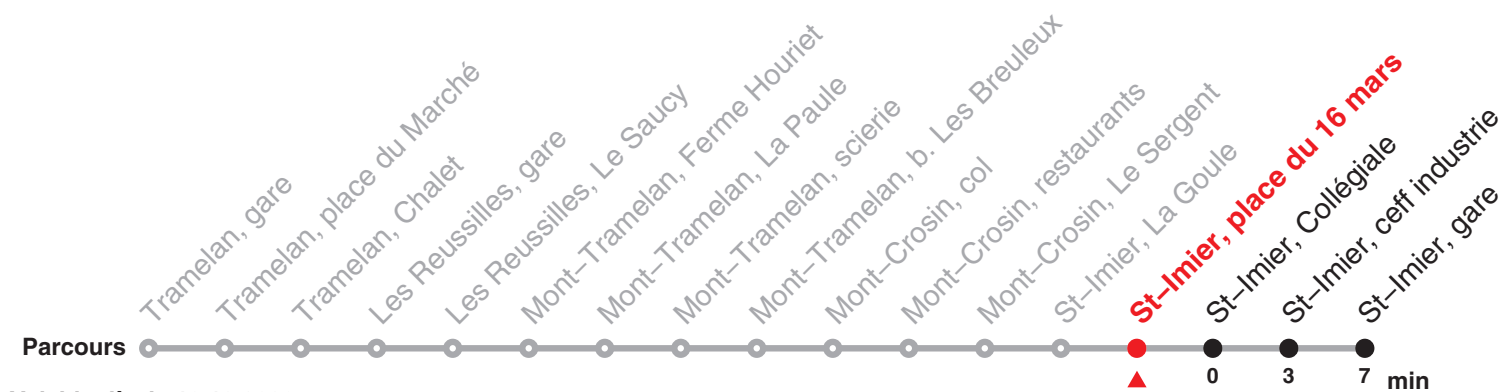 Tramelan, gare
Tramelan, place du Marché
Tramelan, Chalet
Les Reussilles, gare
Les Reussilles, Le Saucy
Mont–Tramelan, Ferme Houriet
Mont–Tramelan, La Paule
Mont–Tramelan, scierie
Mont–Tramelan, b. Les Breuleux
Mont–Crosin, col
Mont–Crosin, restaurants
Mont–Crosin, Le Sergent
St–Imier, La Goule
St–Imier, place du 16 mars
St–Imier, Collégiale
St–Imier, ceff industrie
St–Imier, gare
Parcours
0 3 7 min